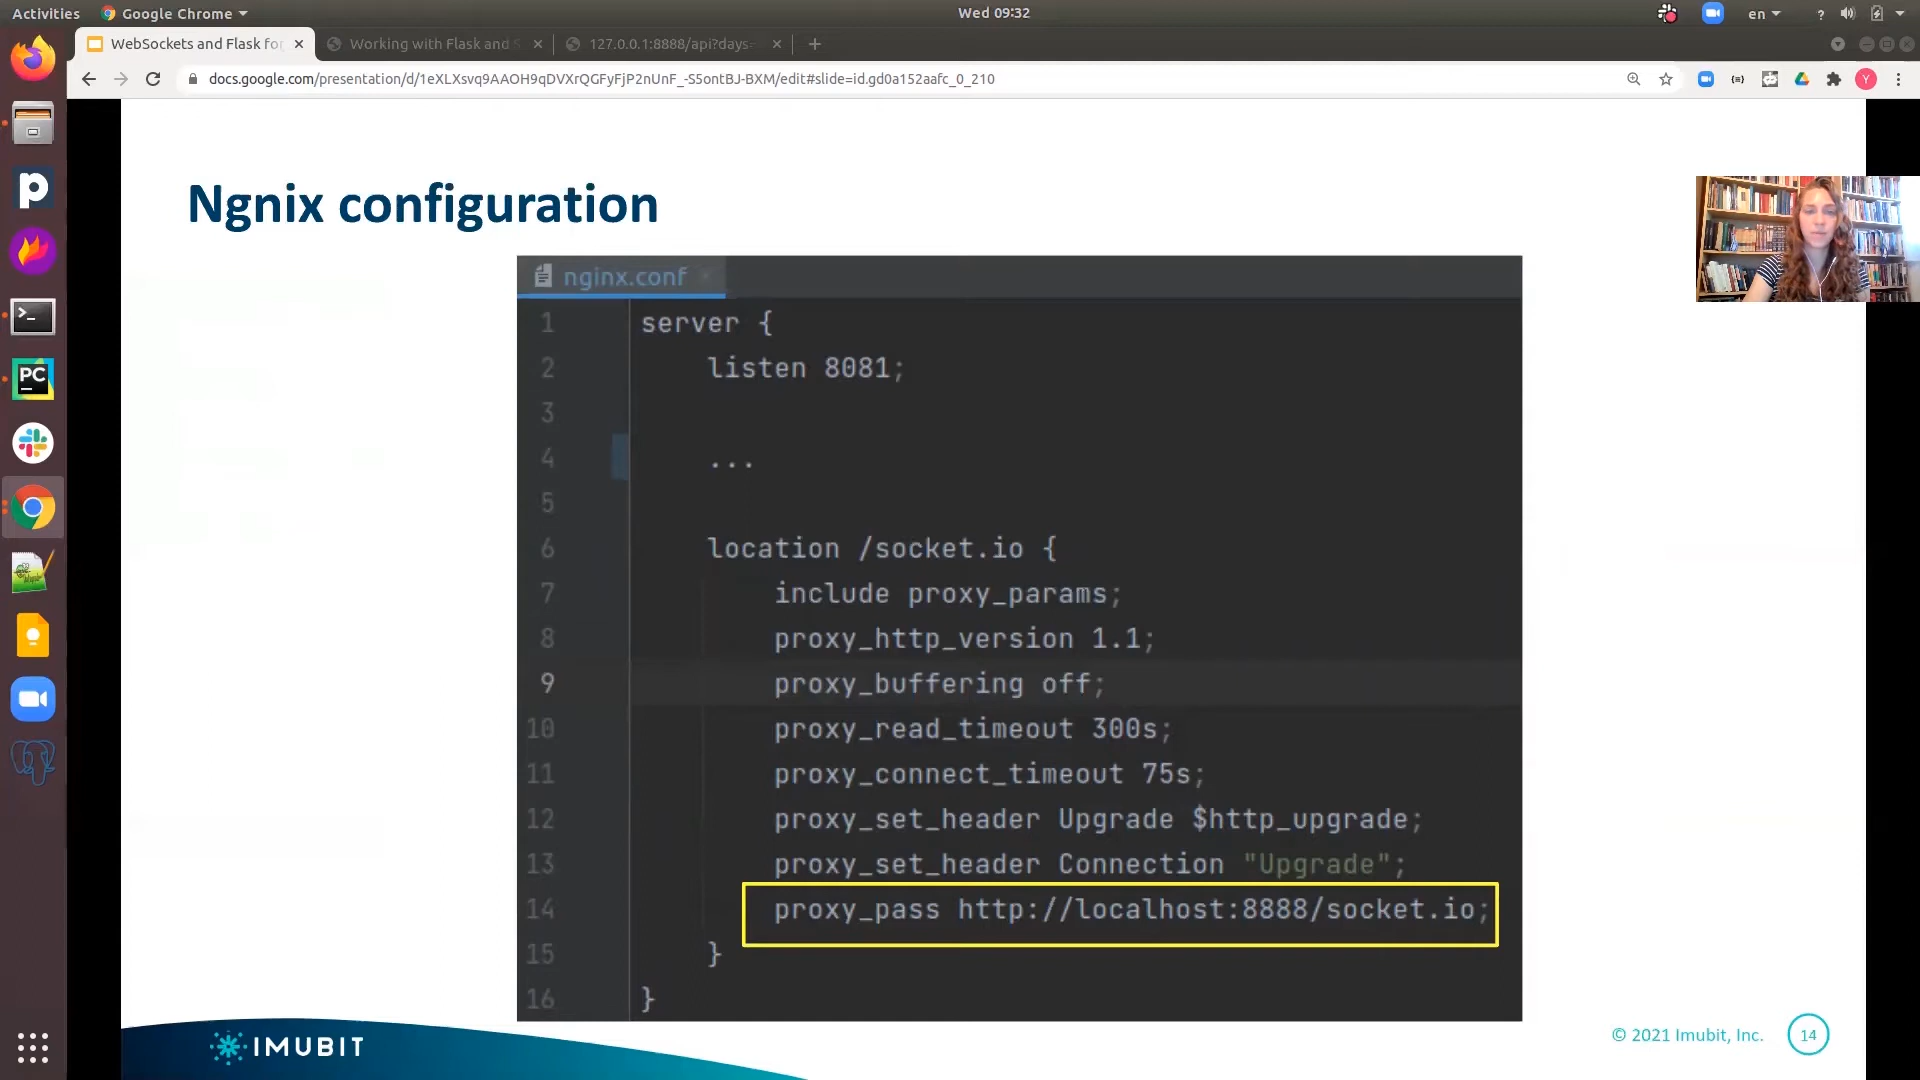 Activities
Google Chrome
Wed 09:32
en
WebSockets and Flask fo
Working with Flask and S
127.0.0.1:8888/api?days=
docs.google.com/presentation/d/1eXLXsvq9AAOH9qDVXrQGFyFjP2nUnF_-S5ontBJ-BXM/edit#slide=id.gd0a152aafc_0_210
Y
Ngnix configuration
nginx.conf
1 server {
2 listen 8081;
3
4 ...
5
6 location /socket.io {
7 include proxy_params;
8 proxy_http_version 1.1;
9 proxy_buffering off;
10 proxy_read_timeout 300s;
11 proxy_connect_timeout 75s;
12 proxy_set_header Upgrade $http_upgrade;
13 proxy_set_header Connection "Upgrade";
14 proxy_pass http://localhost:8888/socket.io;
15 }
16 }
IMUBIT
© 2021 Imubit, Inc.
14
p
PC